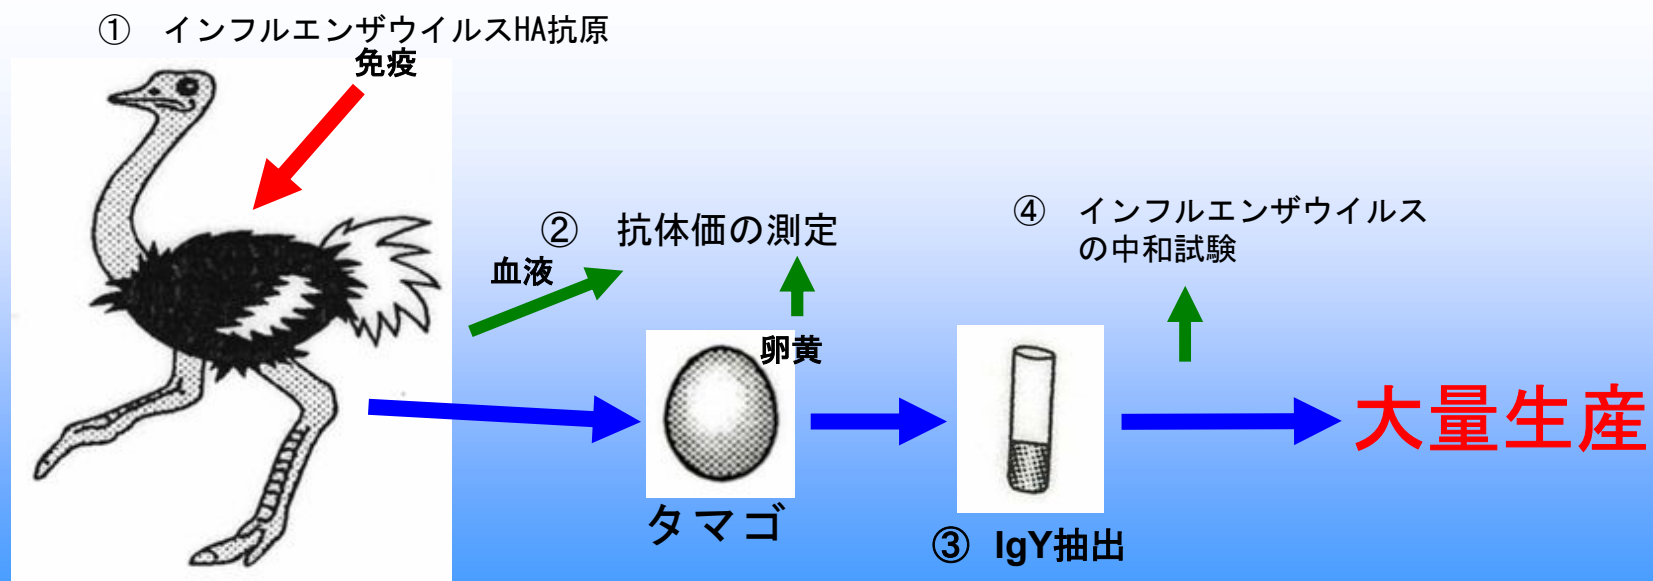 ① インフルエンザウイルスHA抗原
免疫
② 抗体価の測定
血液
卵黄
タマゴ
③ IgY抽出
④ インフルエンザウイルス
の中和試験
大量生産